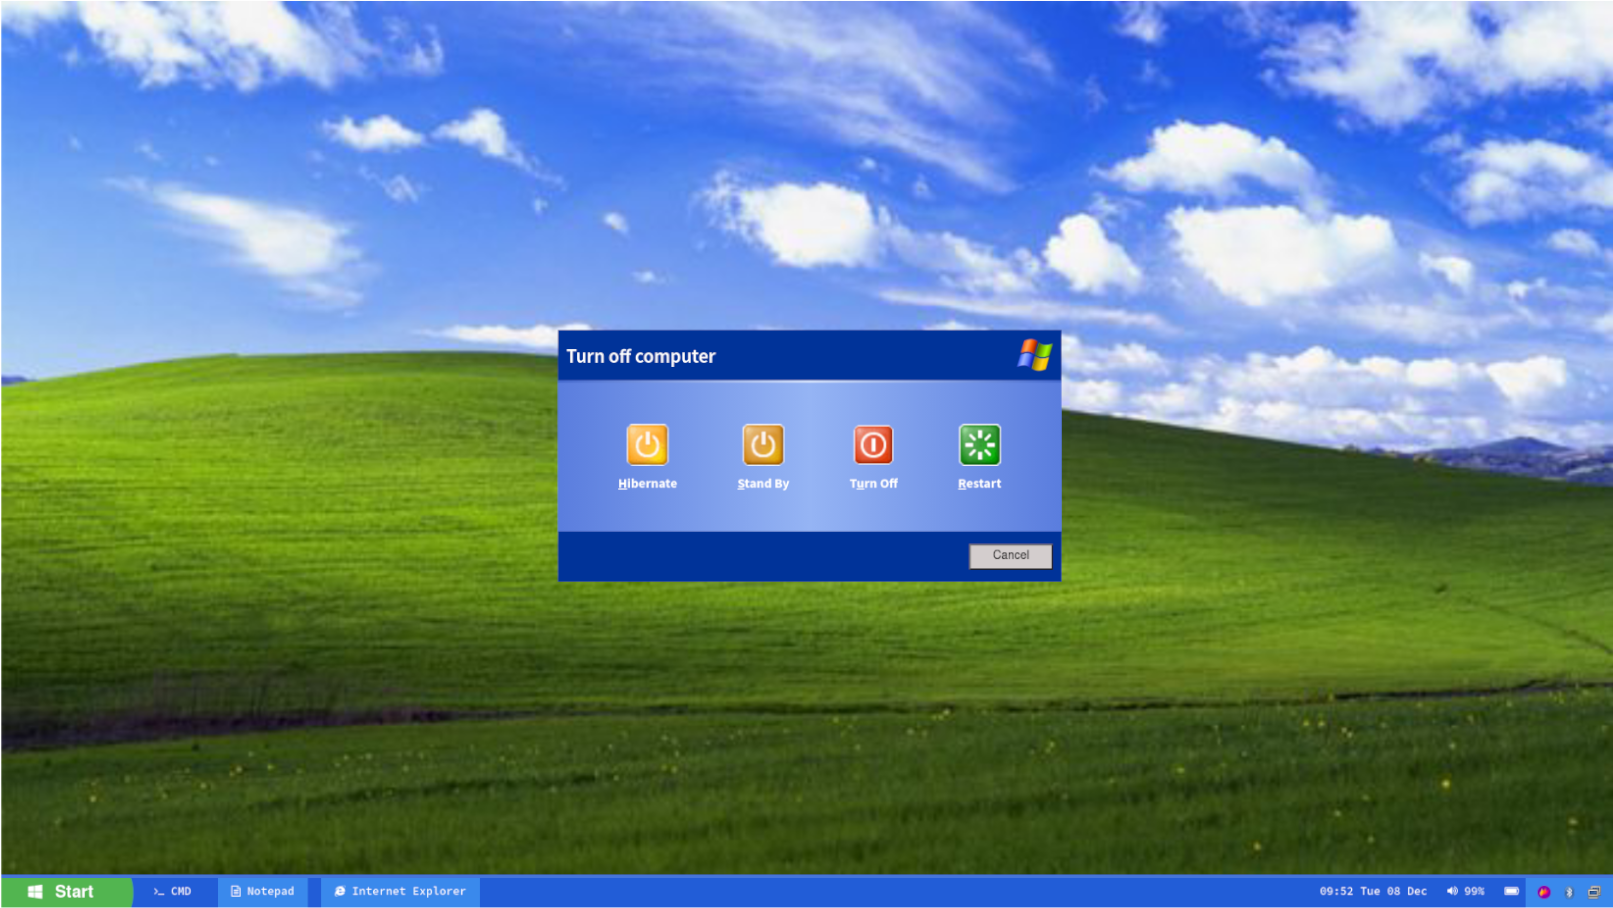 Turn off computer
Hibernate Stand By Turn Off Restart
Cancel
Start >_ CMD Notepad Internet Explorer 09:52 Tue 08 Dec 99%